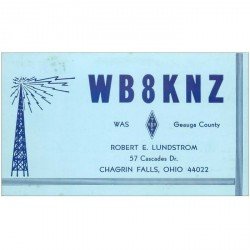 WB8KNZ
WAS Geauga County
ROBERT E. LUNDSTROM
57 Cascades Dr.
CHAGRIN FALLS, OHIO 44022